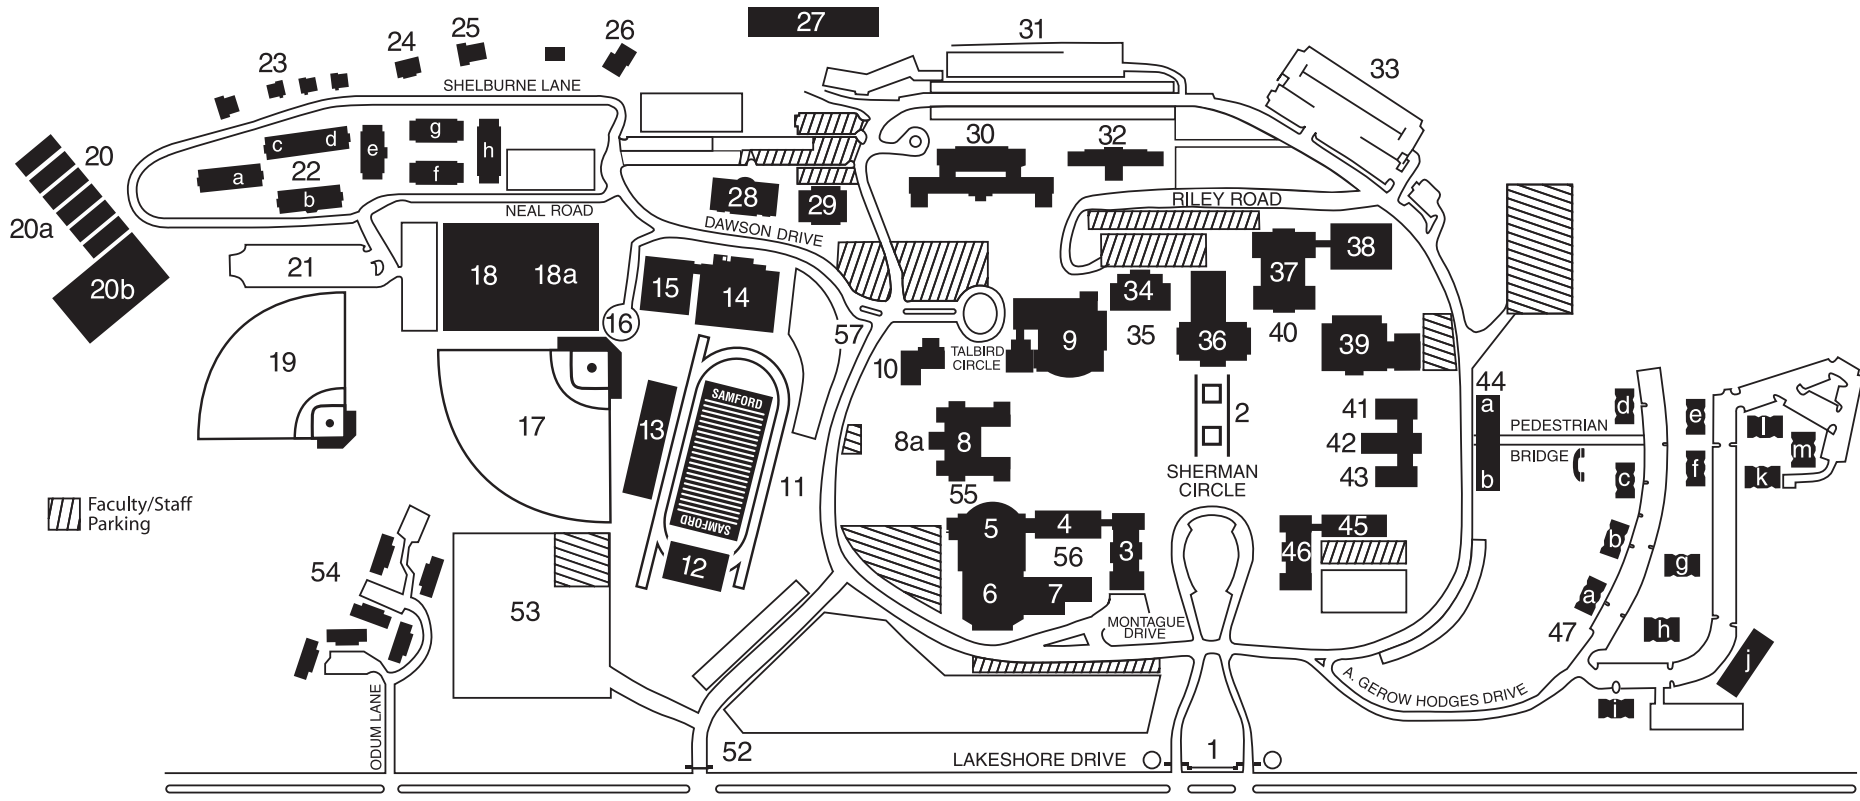 27
31
26
25
24
23
33
SHELBURNE LANE
g
d
c
e
h
30
32
20
22
f
a
b
28
29
RILEY ROAD
NEAL ROAD
20a
DAWSON DRIVE
38
18
18a
21
37
15
20b
14
34
16
57
35
40
9
36
39
19
TALBIRD
CIRCLE
10
44
SAMFORD
a
d
e
l
2
41
17
13
PEDESTRIAN
8a
8
42
m
BRIDGE
f
SHERMAN
CIRCLE
43
b
c
k
11
55
Faculty/Staff
Parking
SAMFORD
5
4
45
3
46
b
56
12
54
g
6
7
a
53
MONTAGUE
DRIVE
47
h
j
A. GEROW HODGES DRIVE
i
ODUM LANE
52
LAKESHORE DRIVE
1